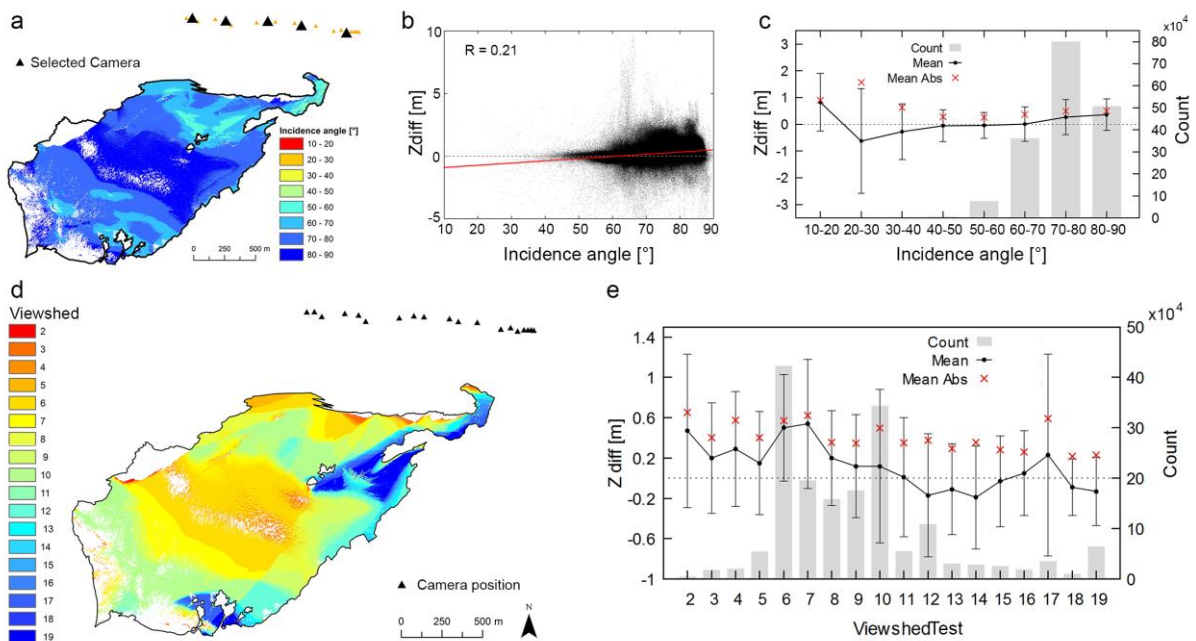 a
▲ Selected Camera
Incidence angle [°]
10 - 20
20 - 30
30 - 40
40 - 50
50 - 60
60 - 70
70 - 80
80 - 90
0 250 500 m
b
R = 0.21
10
5
0
-5
Zdiff [m]
10 20 30 40 50 60 70 80 90
Incidence angle [°]
c
x10⁴
Count
Mean
Mean Abs
3
2
1
0
-1
-2
-3
Zdiff [m]
80
70
60
50
40
30
20
10
0
Count
10-20 20-30 30-40 40-50 50-60 60-70 70-80 80-90
Incidence angle [°]
d
Viewshed
2
3
4
5
6
7
8
9
10
11
12
13
14
15
16
17
18
19
▲ Camera position
0 250 500 m
N
e
x10⁴
Count
Mean
Mean Abs
1.4
1
0.6
0.2
-0.2
-0.6
-1
Z diff [m]
50
40
30
20
10
0
Count
2 3 4 5 6 7 8 9 10 11 12 13 14 15 16 17 18 19
ViewshedTest